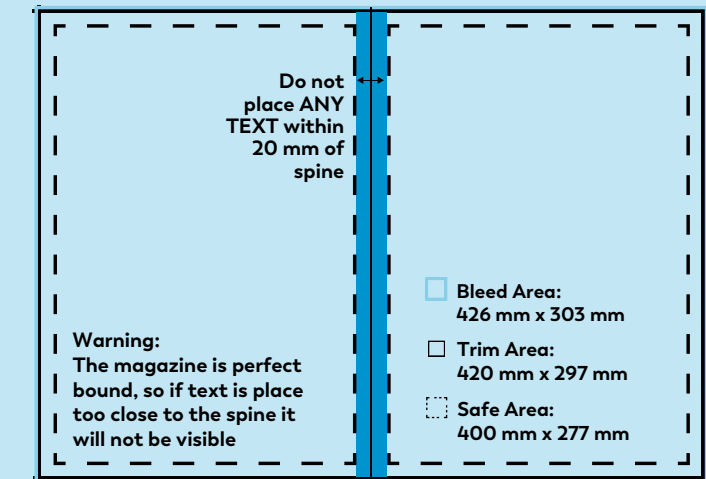 Do not
place ANY
TEXT within
20 mm of
spine
Warning:
The magazine is perfect
bound, so if text is place
too close to the spine it
will not be visible
Bleed Area:
426 mm x 303 mm
Trim Area:
420 mm x 297 mm
Safe Area:
400 mm x 277 mm